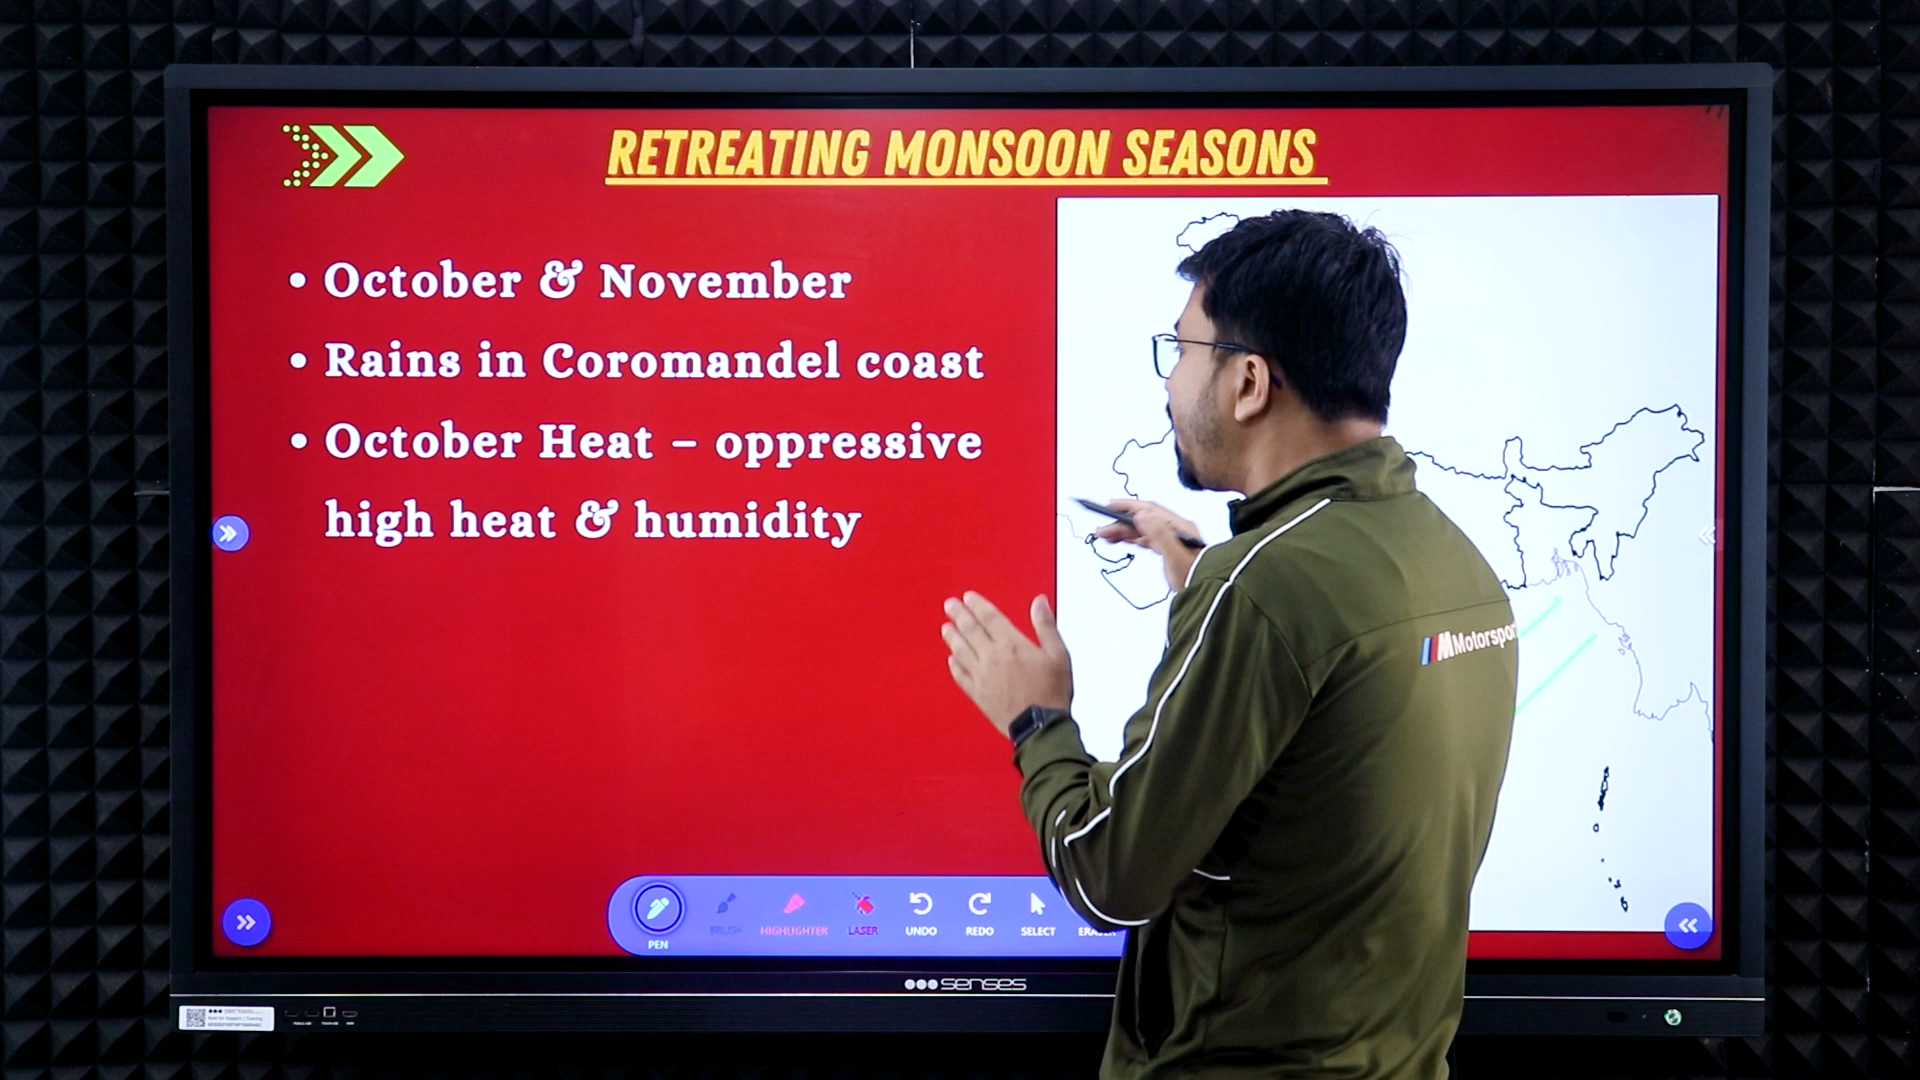 RETREATING MONSOON SEASONS
• October & November
• Rains in Coromandel coast
• October Heat – oppressive
high heat & humidity
Motorspor
PEN
BRUSH
HIGHLIGHTER
LASER
UNDO
REDO
SELECT
senses